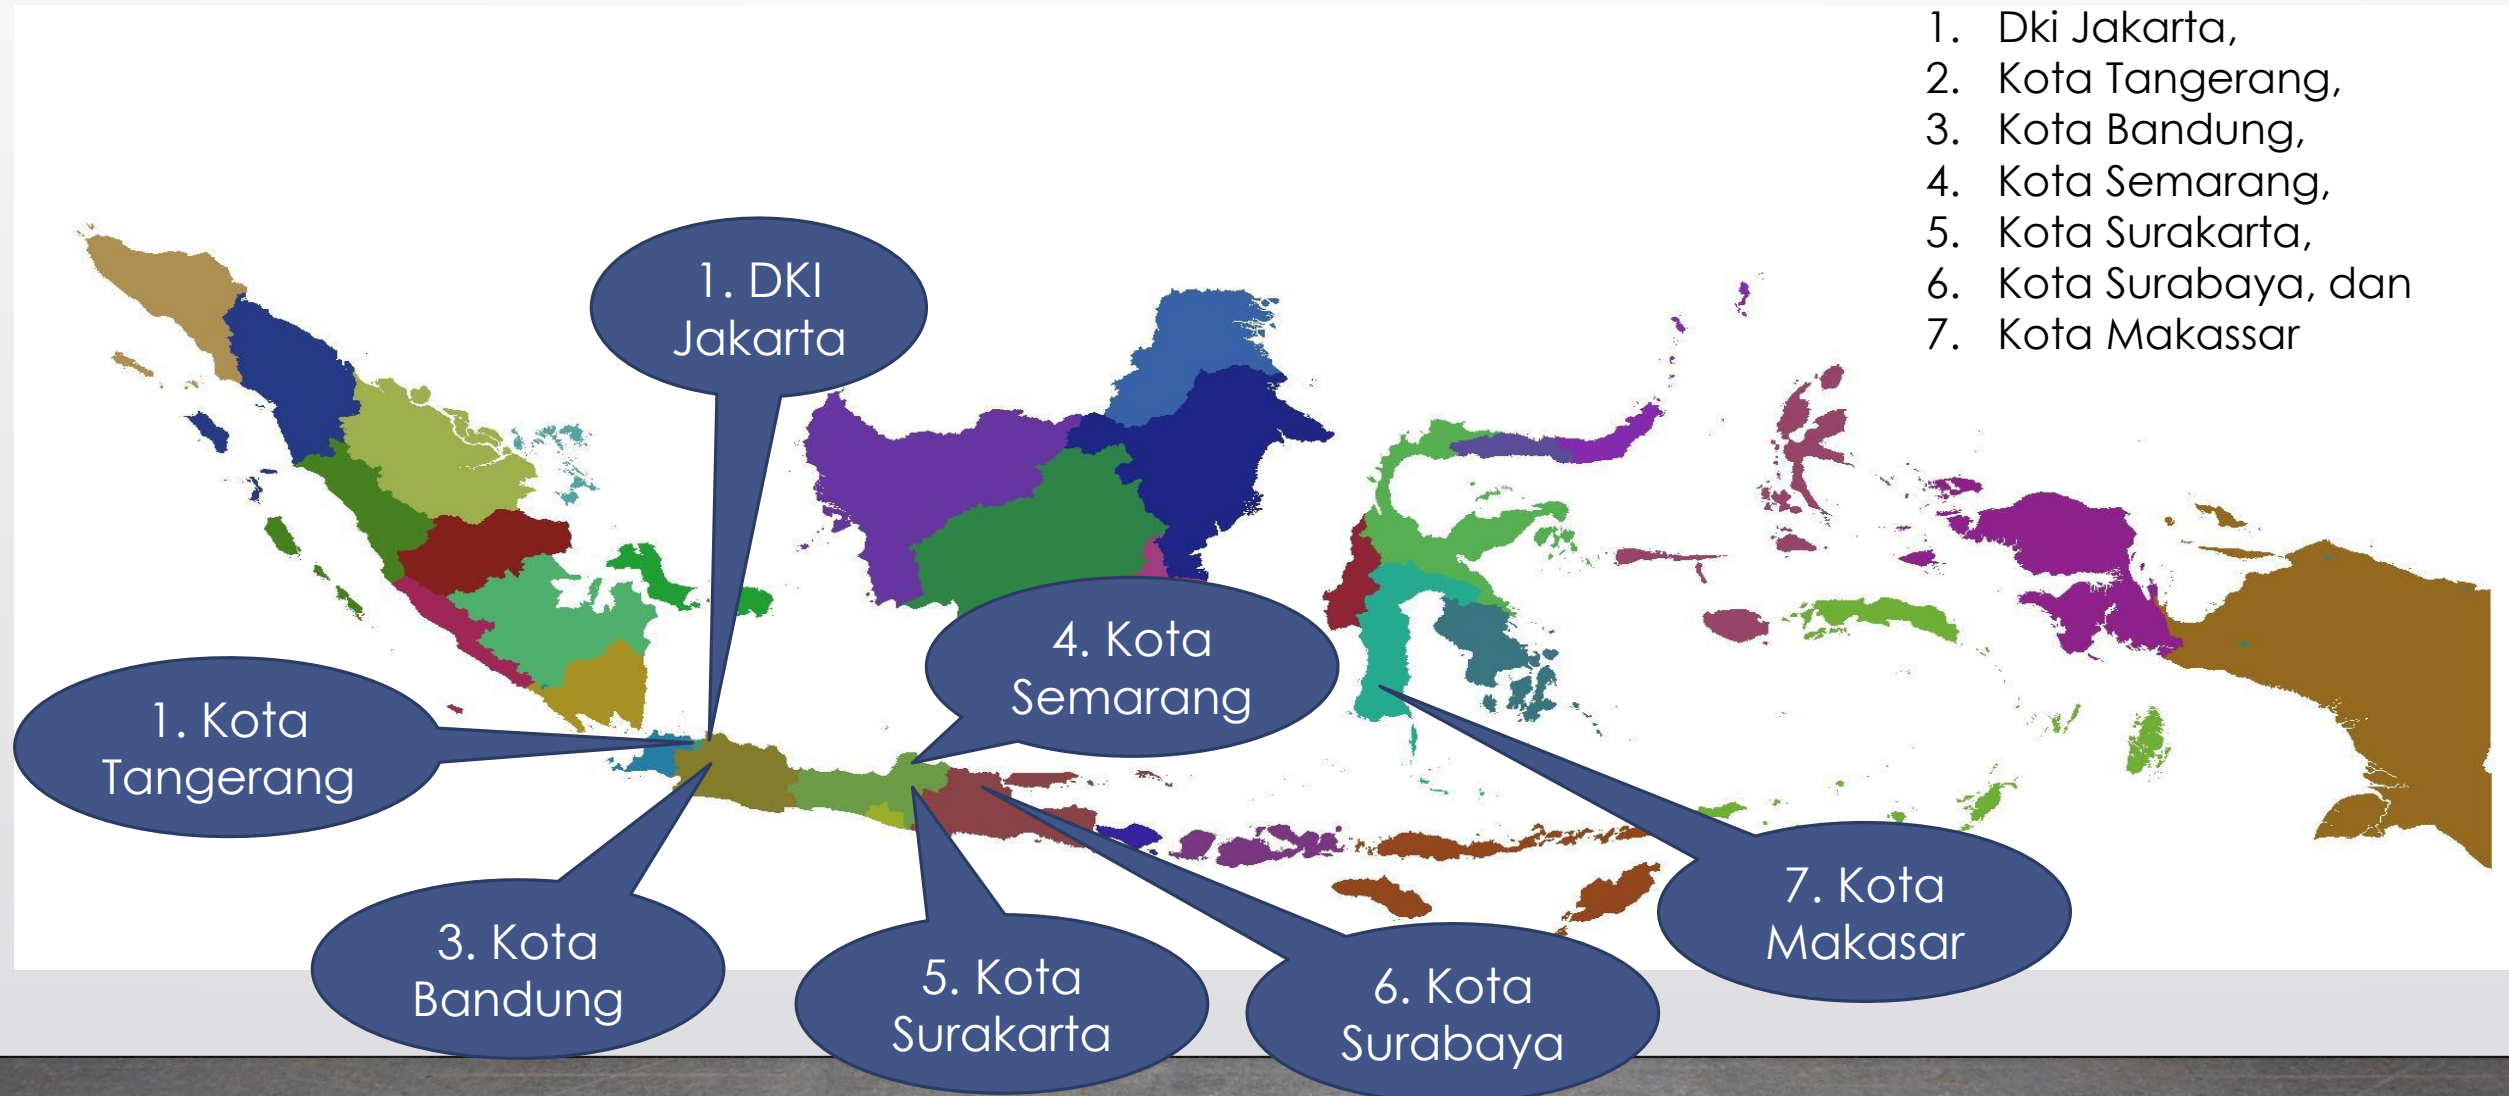 1. Dki Jakarta,
2. Kota Tangerang,
3. Kota Bandung,
4. Kota Semarang,
5. Kota Surakarta,
6. Kota Surabaya, dan
7. Kota Makassar
1. DKI
Jakarta
4. Kota
Semarang
1. Kota
Tangerang
3. Kota
Bandung
5. Kota
Surakarta
6. Kota
Surabaya
7. Kota
Makasar